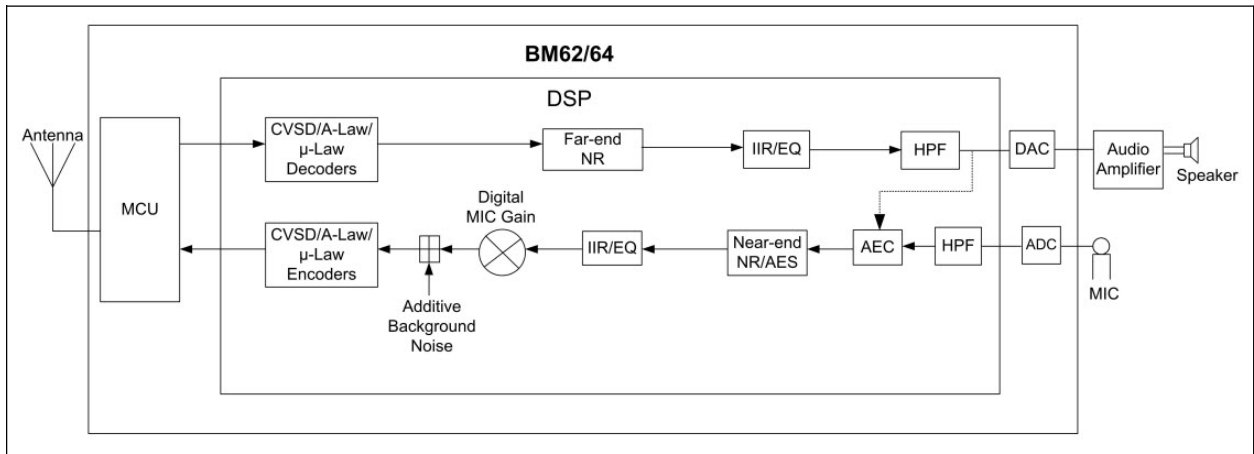 BM62/64
DSP
Antenna
MCU
CVSD/A-Law/
μ-Law
Decoders
Far-end
NR
IIR/EQ
HPF
DAC
Audio
Amplifier
Speaker
CVSD/A-Law/
μ-Law
Encoders
Additive
Background
Noise
Digital
MIC Gain
IIR/EQ
Near-end
NR/AES
AEC
HPF
ADC
MIC